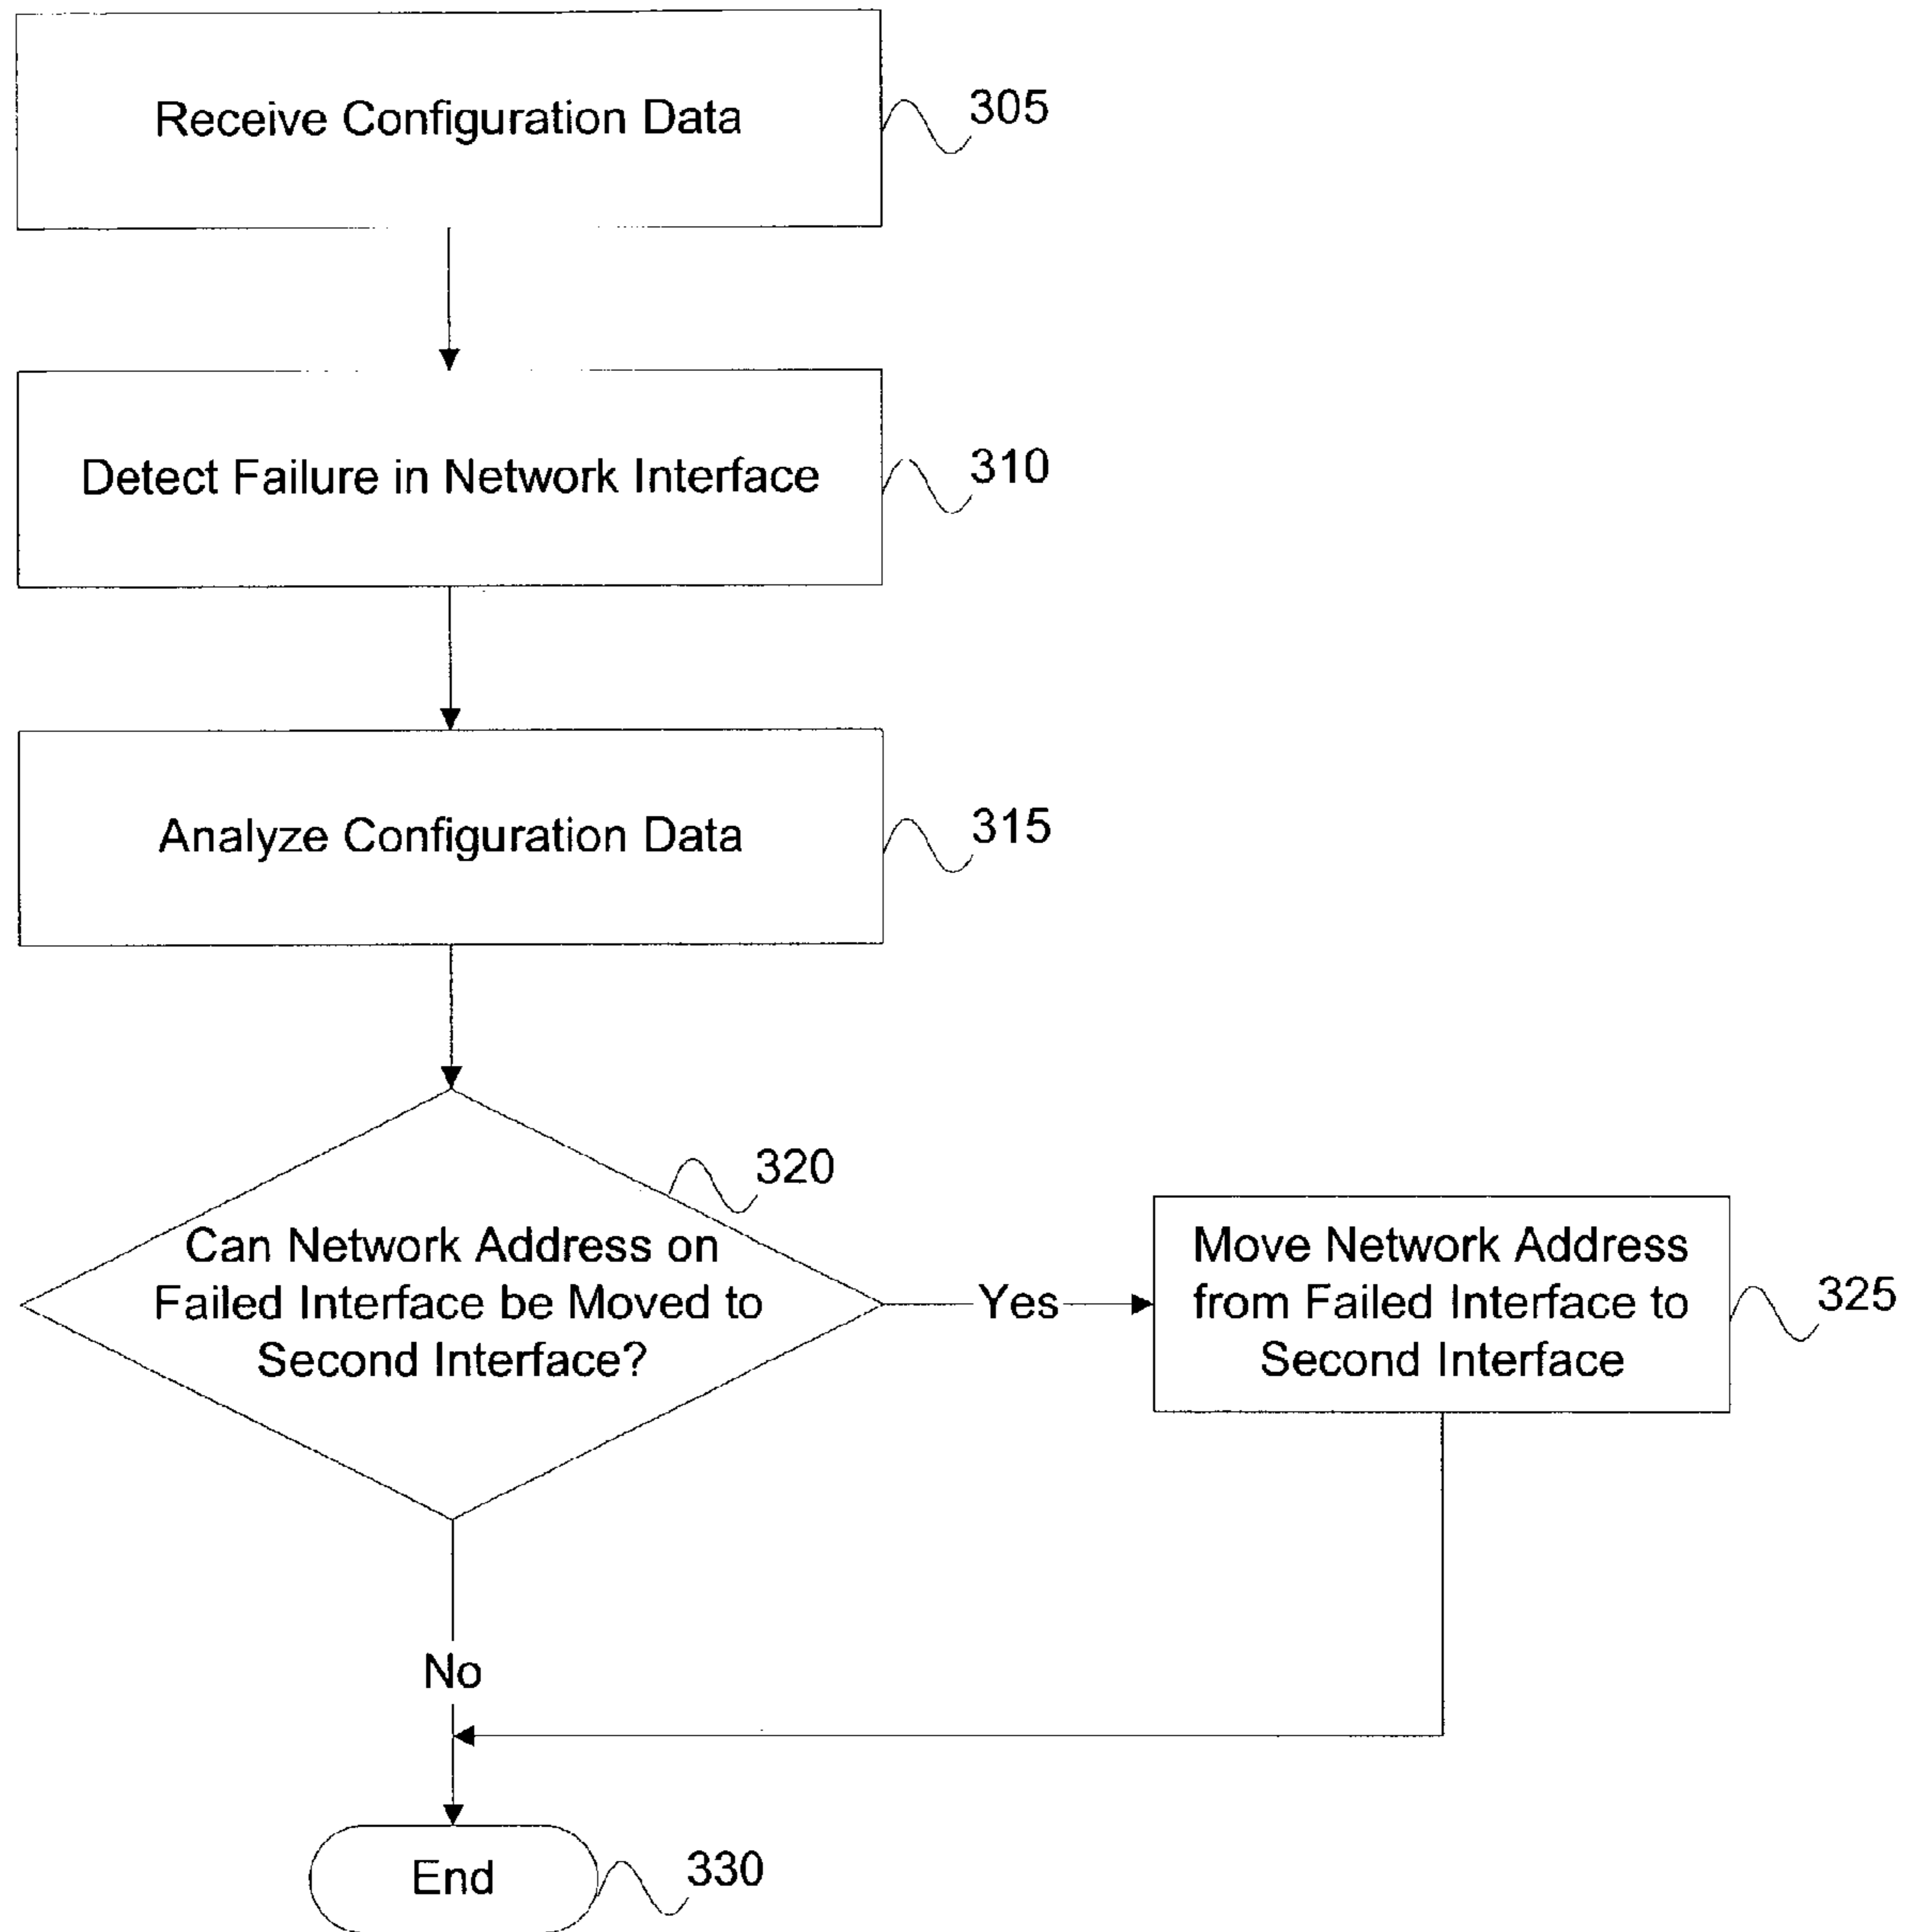 Receive Configuration Data
305
Detect Failure in Network Interface
310
Analyze Configuration Data
315
320
Can Network Address on
Failed Interface be Moved to
Second Interface?
Yes
Move Network Address
from Failed Interface to
Second Interface
325
No
End
330